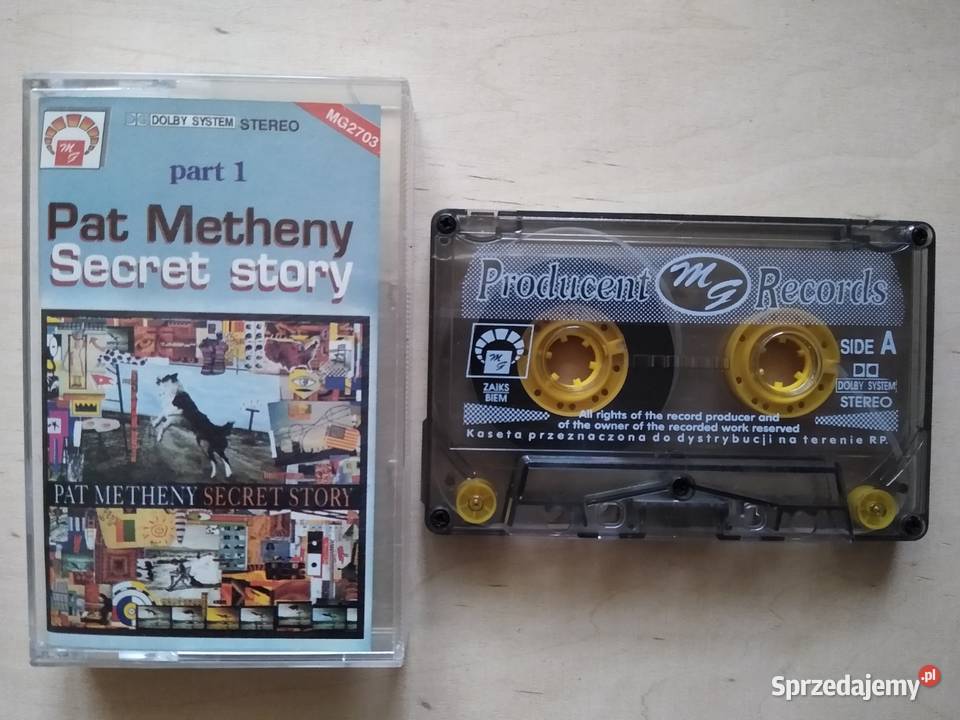 DOLBY SYSTEM STEREO
MG2703
MG
part 1
Pat Metheny
Secret story
PAT METHENY SECRET STORY
Producent MG Records
MG
SIDE A
ZAIKS
BIEM
DOLBY SYSTEM
STEREO
All rights of the record producer and
of the owner of the recorded work reserved
Kaseta przeznaczona do dystrybucji na terenie RP.
Sprzedajemy.pl